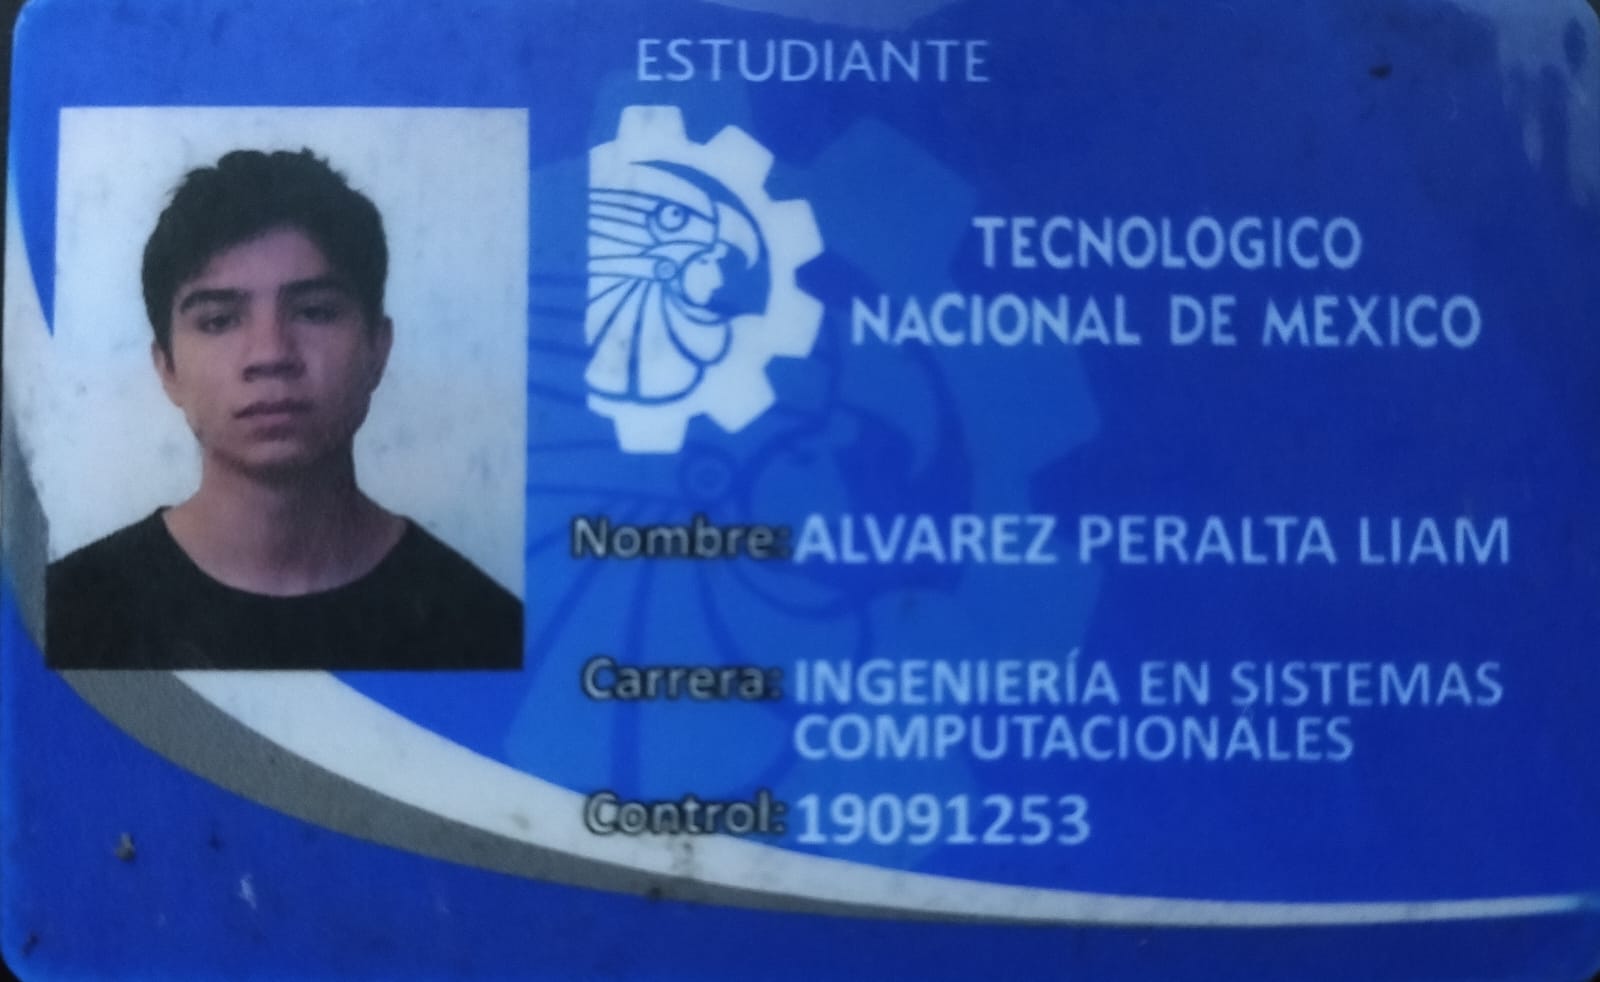 ESTUDIANTE
TECNOLOGICO
NACIONAL DE MEXICO
Nombre: ALVAREZ PERALTA LIAM
Carrera: INGENIERÍA EN SISTEMAS
COMPUTACIONALES
Control: 19091253